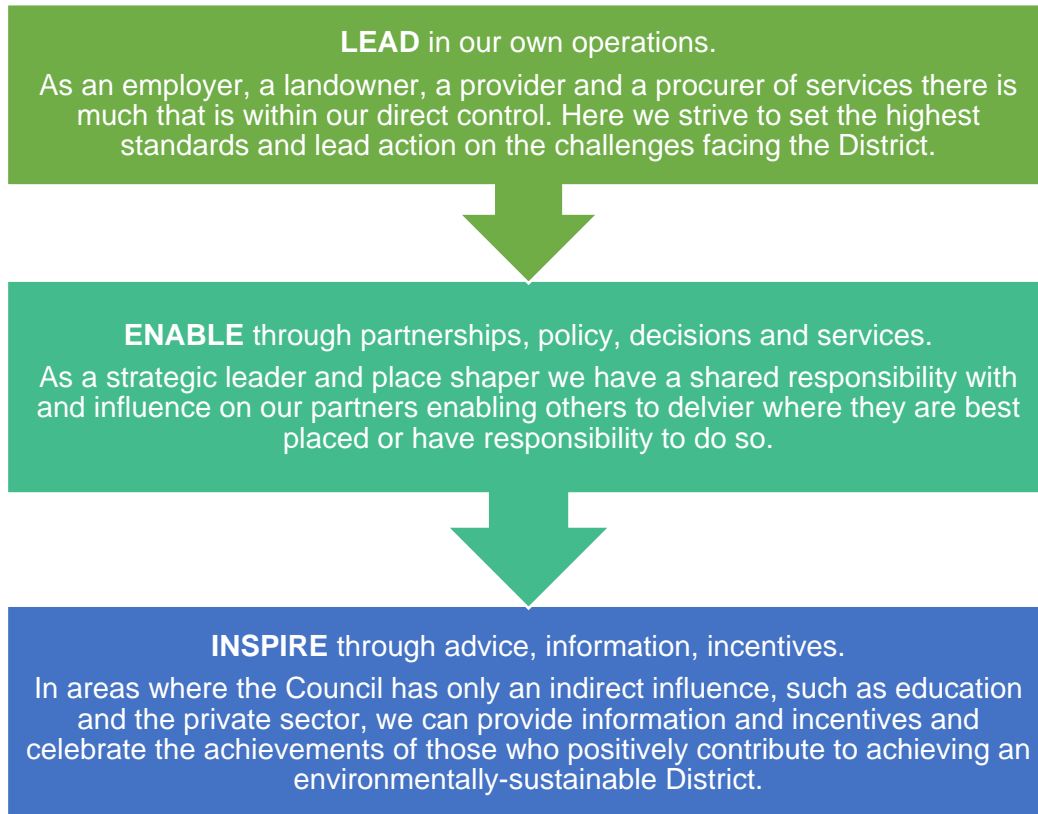 LEAD in our own operations.
As an employer, a landowner, a provider and a procurer of services there is
much that is within our direct control. Here we strive to set the highest
standards and lead action on the challenges facing the District.
ENABLE through partnerships, policy, decisions and services.
As a strategic leader and place shaper we have a shared responsibility with
and influence on our partners enabling others to delvier where they are best
placed or have responsibility to do so.
INSPIRE through advice, information, incentives.
In areas where the Council has only an indirect influence, such as education
and the private sector, we can provide information and incentives and
celebrate the achievements of those who positively contribute to achieving an
environmentally-sustainable District.